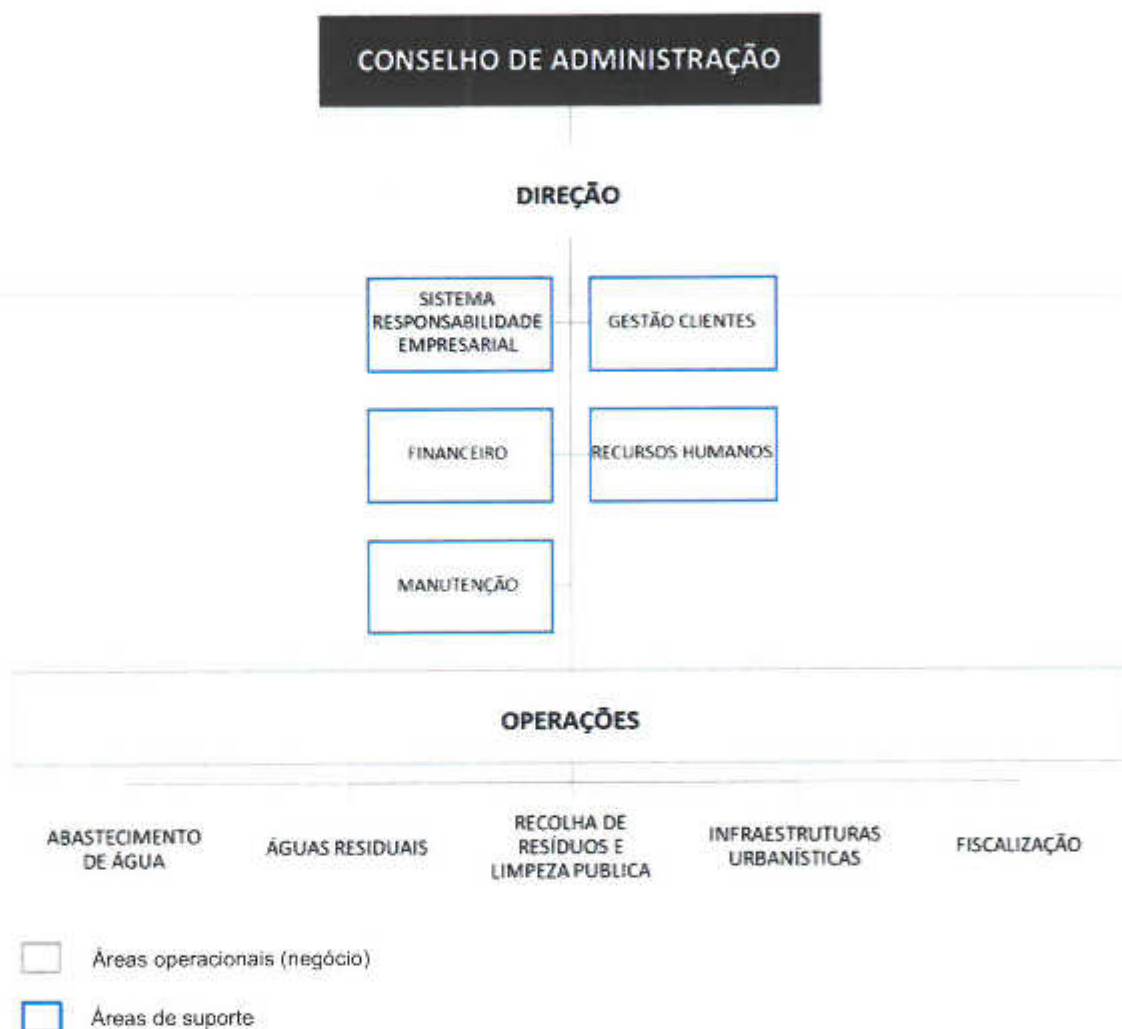 CONSELHO DE ADMINISTRAÇÃO
DIREÇÃO
SISTEMA
RESPONSABILIDADE
EMPRESARIAL
GESTÃO CLIENTES
FINANCEIRO
RECURSOS HUMANOS
MANUTENÇÃO
OPERAÇÕES
ABASTECIMENTO
DE ÁGUA
ÁGUAS RESIDUAIS
RECOLHA DE
RESÍDUOS E
LIMPEZA PUBLICA
INFRAESTRUTURAS
URBANÍSTICAS
FISCALIZAÇÃO
Áreas operacionais (negócio)
Áreas de suporte